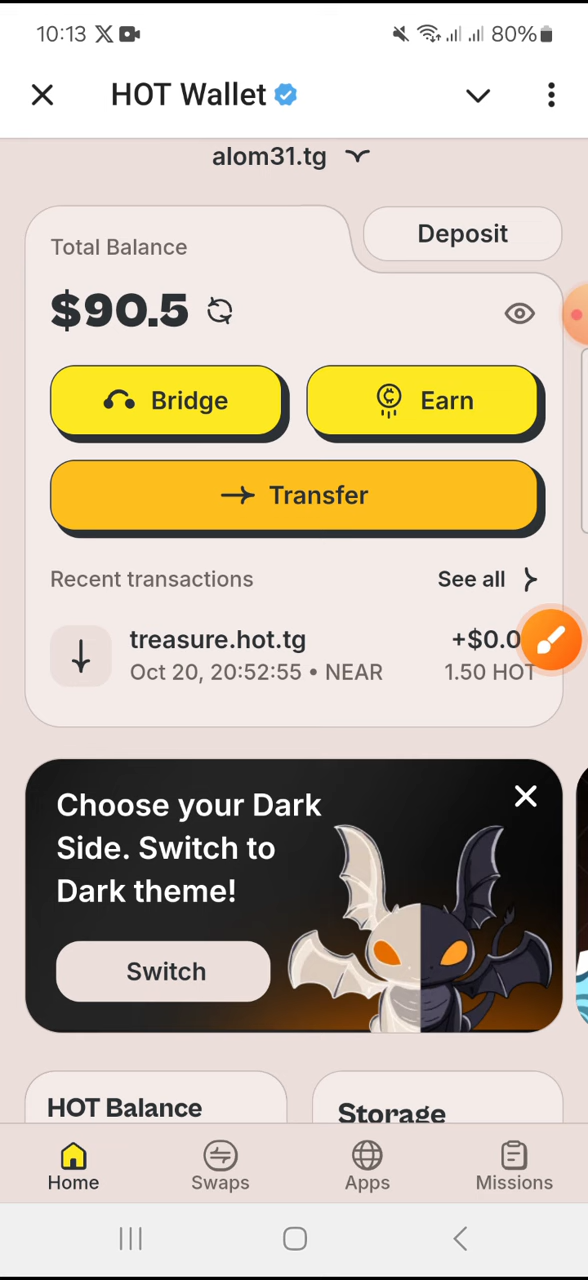 10:13 X 80%
HOT Wallet
alom31.tg
Total Balance
Deposit
$90.5
Bridge
Earn
Transfer
Recent transactions
See all
treasure.hot.tg
+$0.0
Oct 20, 20:52:55 • NEAR
1.50 HOT
Choose your Dark
Side. Switch to
Dark theme!
Switch
HOT Balance
Storage
Home
Swaps
Apps
Missions